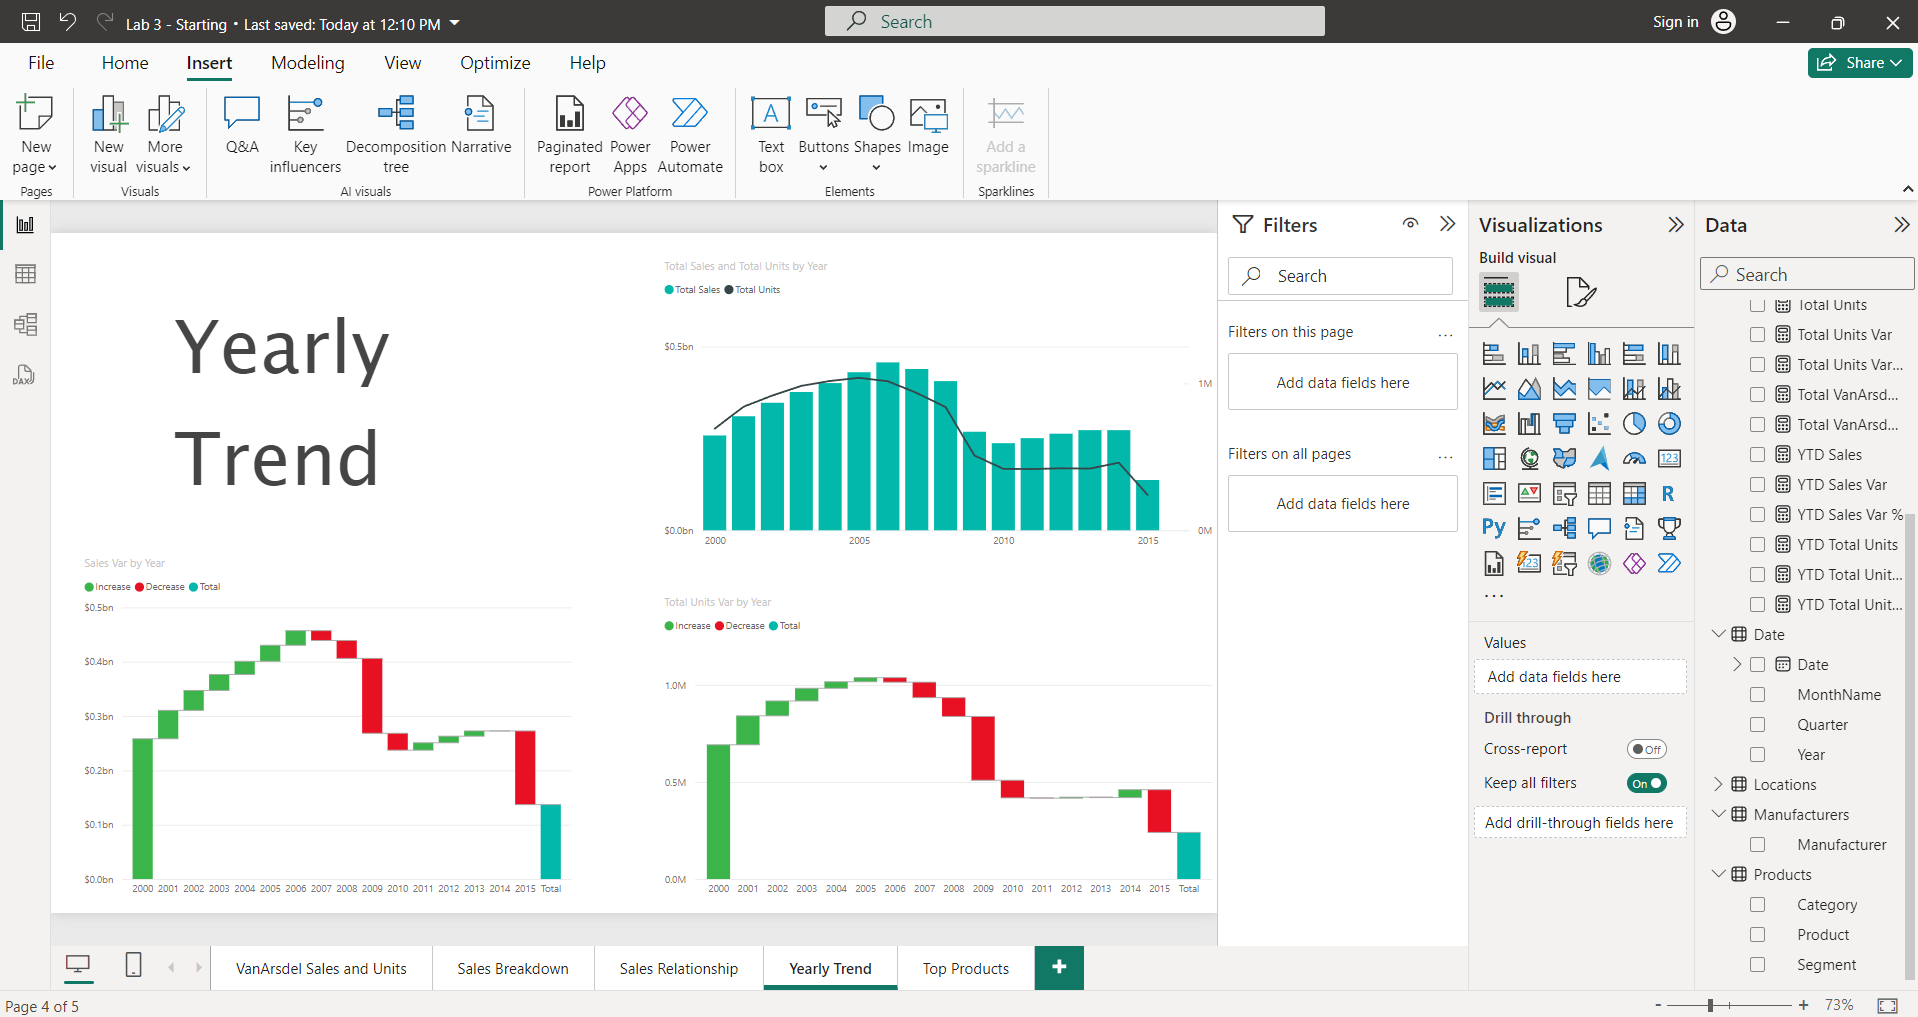 Lab 3 - Starting • Last saved: Today at 12:10 PM
Search
Sign in
File Home Insert Modeling View Optimize Help
Share
New page
New visual
More visuals
Q&A
Key influencers
Decomposition tree
Narrative
Paginated report
Power Apps
Power Automate
Text box
Buttons
Shapes
Image
Add a sparkline
Pages Visuals AI visuals Power Platform Elements Sparklines
DAX
Yearly
Trend
Total Sales and Total Units by Year
Total Sales Total Units
$0.5bn
1M
$0.0bn
0M
2000 2005 2010 2015
Sales Var by Year
Increase Decrease Total
$0.5bn
$0.4bn
$0.3bn
$0.2bn
$0.1bn
$0.0bn
2000 2001 2002 2003 2004 2005 2006 2007 2008 2009 2010 2011 2012 2013 2014 2015 Total
Total Units Var by Year
Increase Decrease Total
1.0M
0.5M
0.0M
2000 2001 2002 2003 2004 2005 2006 2007 2008 2009 2010 2011 2012 2013 2014 2015 Total
Filters
Search
Filters on this page
...
Add data fields here
Filters on all pages
...
Add data fields here
Visualizations
Build visual
123
R
Py
123
...
Values
Add data fields here
Drill through
Cross-report
Off
Keep all filters
On
Add drill-through fields here
Data
Search
Total Units
Total Units Var
Total Units Var...
Total VanArsd...
Total VanArsd...
YTD Sales
YTD Sales Var
YTD Sales Var %
YTD Total Units
YTD Total Unit...
YTD Total Unit...
Date
Date
MonthName
Quarter
Year
Locations
Manufacturers
Manufacturer
Products
Category
Product
Segment
VanArsdel Sales and Units
Sales Breakdown
Sales Relationship
Yearly Trend
Top Products
+
Page 4 of 5
- + 73%